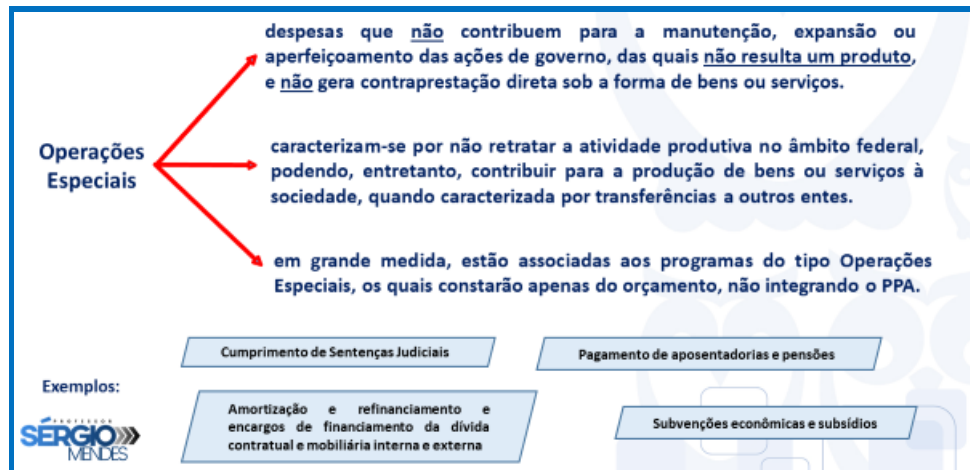 despesas que não contribuem para a manutenção, expansão ou
aperfeiçoamento das ações de governo, das quais não resulta um produto,
e não gera contraprestação direta sob a forma de bens ou serviços.
Operações
Especiais
caracterizam-se por não retratar a atividade produtiva no âmbito federal,
podendo, entretanto, contribuir para a produção de bens ou serviços à
sociedade, quando caracterizada por transferências a outros entes.
em grande medida, estão associadas aos programas do tipo Operações
Especiais, os quais constarão apenas do orçamento, não integrando o PPA.
Cumprimento de Sentenças Judiciais
Pagamento de aposentadorias e pensões
Exemplos:
Amortização e refinanciamento e
encargos de financiamento da dívida
contratual e mobiliária interna e externa
Subvenções econômicas e subsídios
PROFESSOR
SÉRGIO
MENDES